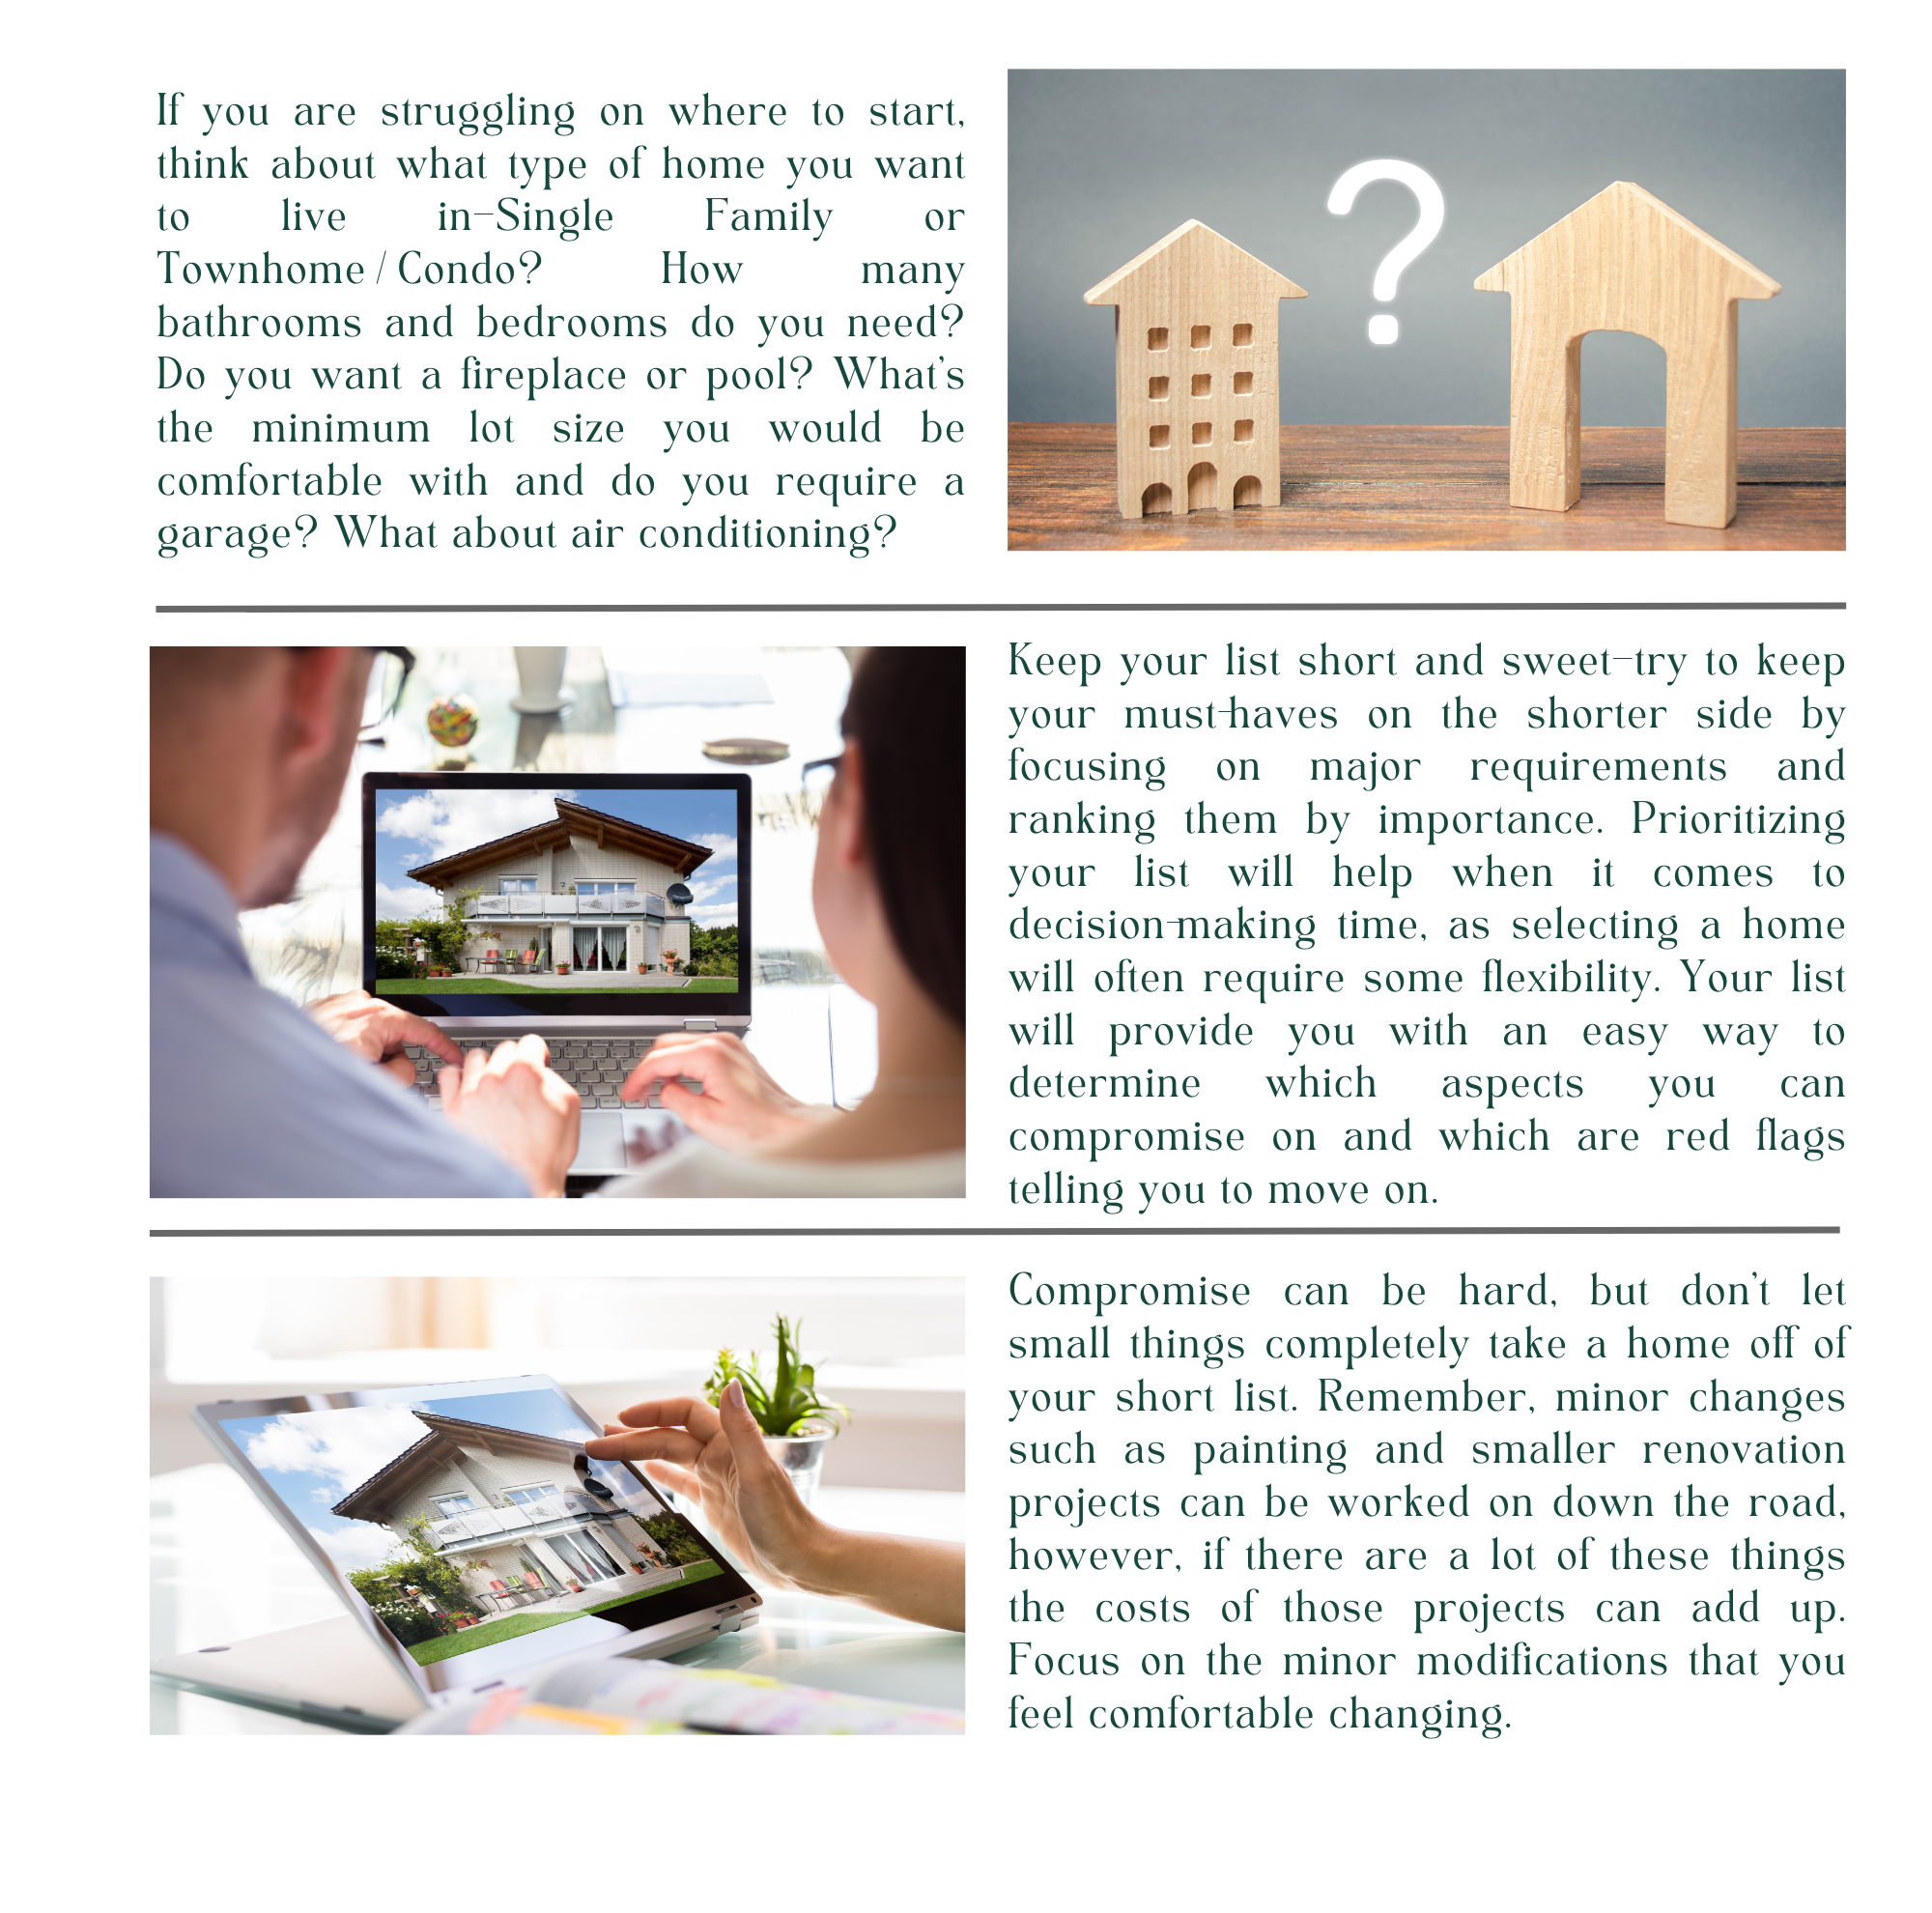 If you are struggling on where to start,
think about what type of home you want
to live in–Single Family or
Townhome / Condo? How many
bathrooms and bedrooms do you need?
Do you want a fireplace or pool? What's
the minimum lot size you would be
comfortable with and do you require a
garage? What about air conditioning?
?
Keep your list short and sweet–try to keep
your must-haves on the shorter side by
focusing on major requirements and
ranking them by importance. Prioritizing
your list will help when it comes to
decision-making time, as selecting a home
will often require some flexibility. Your list
will provide you with an easy way to
determine which aspects you can
compromise on and which are red flags
telling you to move on.
Compromise can be hard, but don't let
small things completely take a home off of
your short list. Remember, minor changes
such as painting and smaller renovation
projects can be worked on down the road,
however, if there are a lot of these things
the costs of those projects can add up.
Focus on the minor modifications that you
feel comfortable changing.